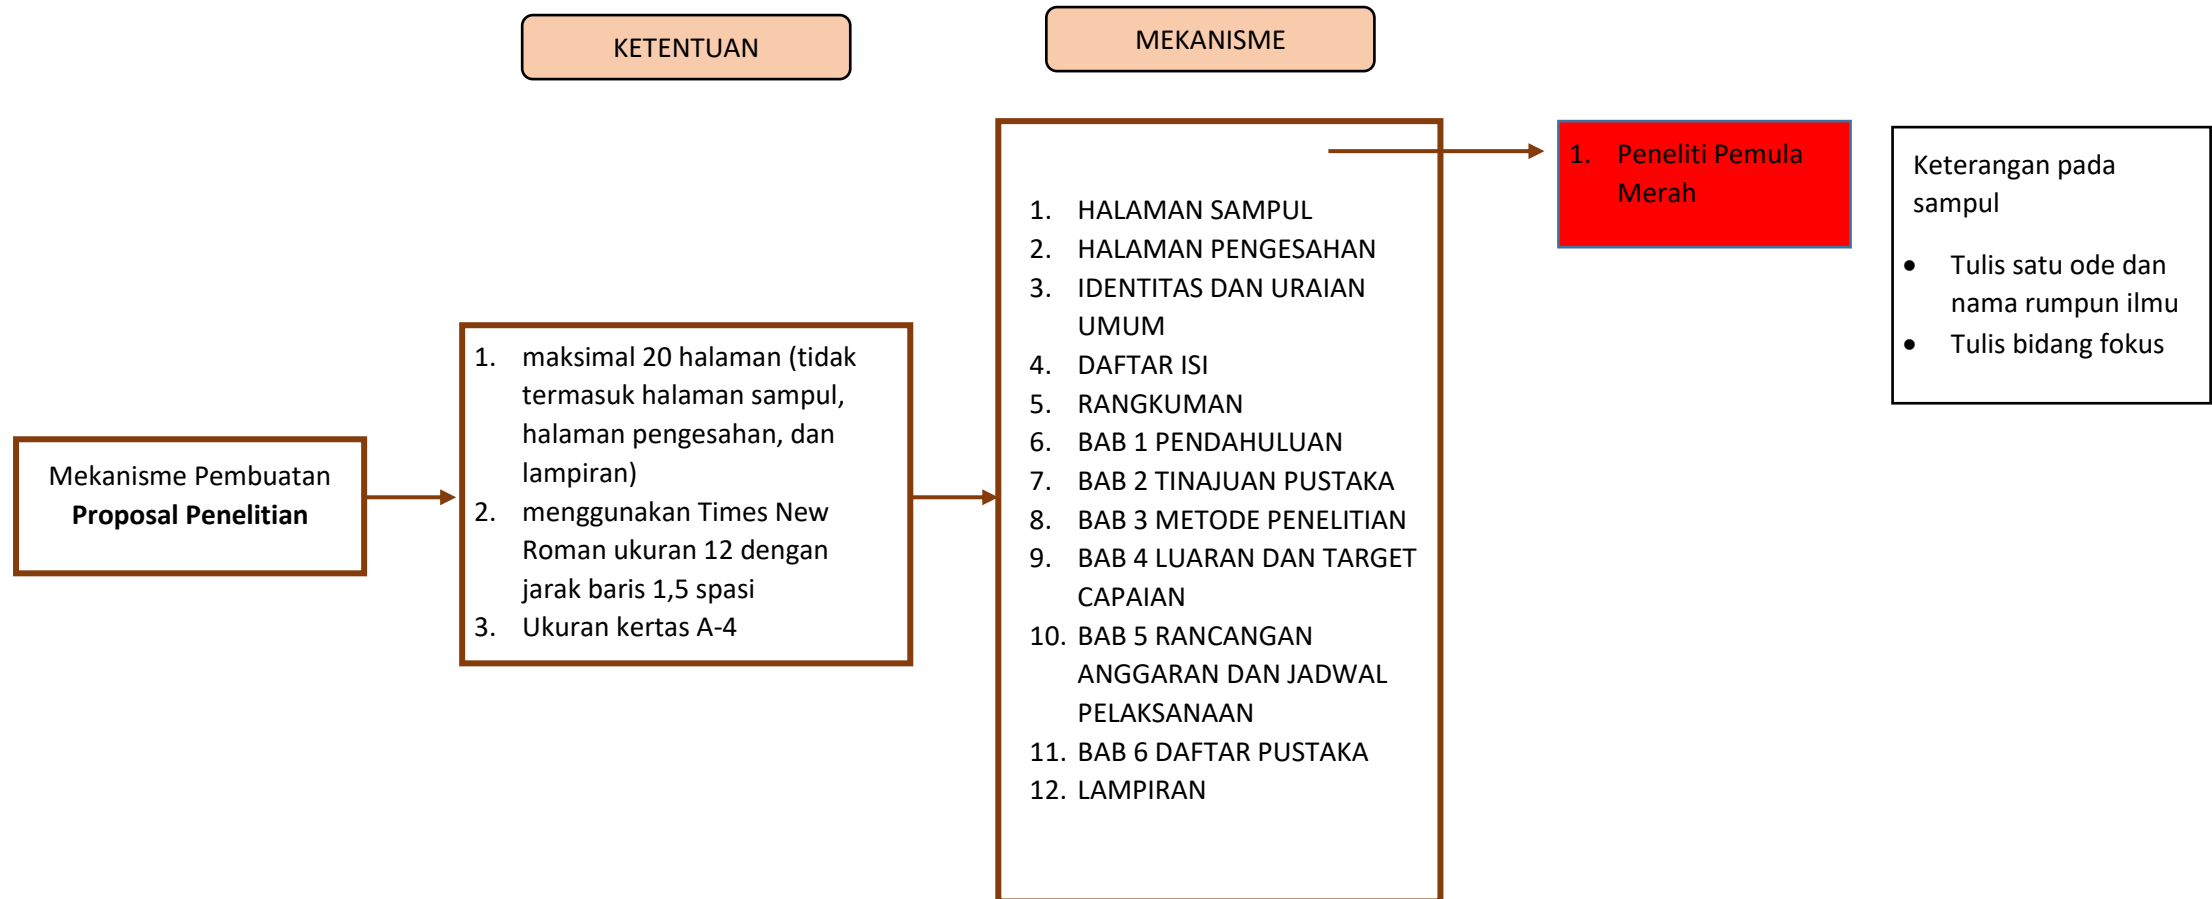 KETENTUAN
MEKANISME
Mekanisme Pembuatan
Proposal Penelitian
1. maksimal 20 halaman (tidak
termasuk halaman sampul,
halaman pengesahan, dan
lampiran)
2. menggunakan Times New
Roman ukuran 12 dengan
jarak baris 1,5 spasi
3. Ukuran kertas A-4
1. HALAMAN SAMPUL
2. HALAMAN PENGESAHAN
3. IDENTITAS DAN URAIAN
UMUM
4. DAFTAR ISI
5. RANGKUMAN
6. BAB 1 PENDAHULUAN
7. BAB 2 TINAJUAN PUSTAKA
8. BAB 3 METODE PENELITIAN
9. BAB 4 LUARAN DAN TARGET
CAPAIAN
10. BAB 5 RANCANGAN
ANGGARAN DAN JADWAL
PELAKSANAAN
11. BAB 6 DAFTAR PUSTAKA
12. LAMPIRAN
1. Peneliti Pemula
Merah
Keterangan pada
sampul
• Tulis satu ode dan
nama rumpun ilmu
• Tulis bidang fokus